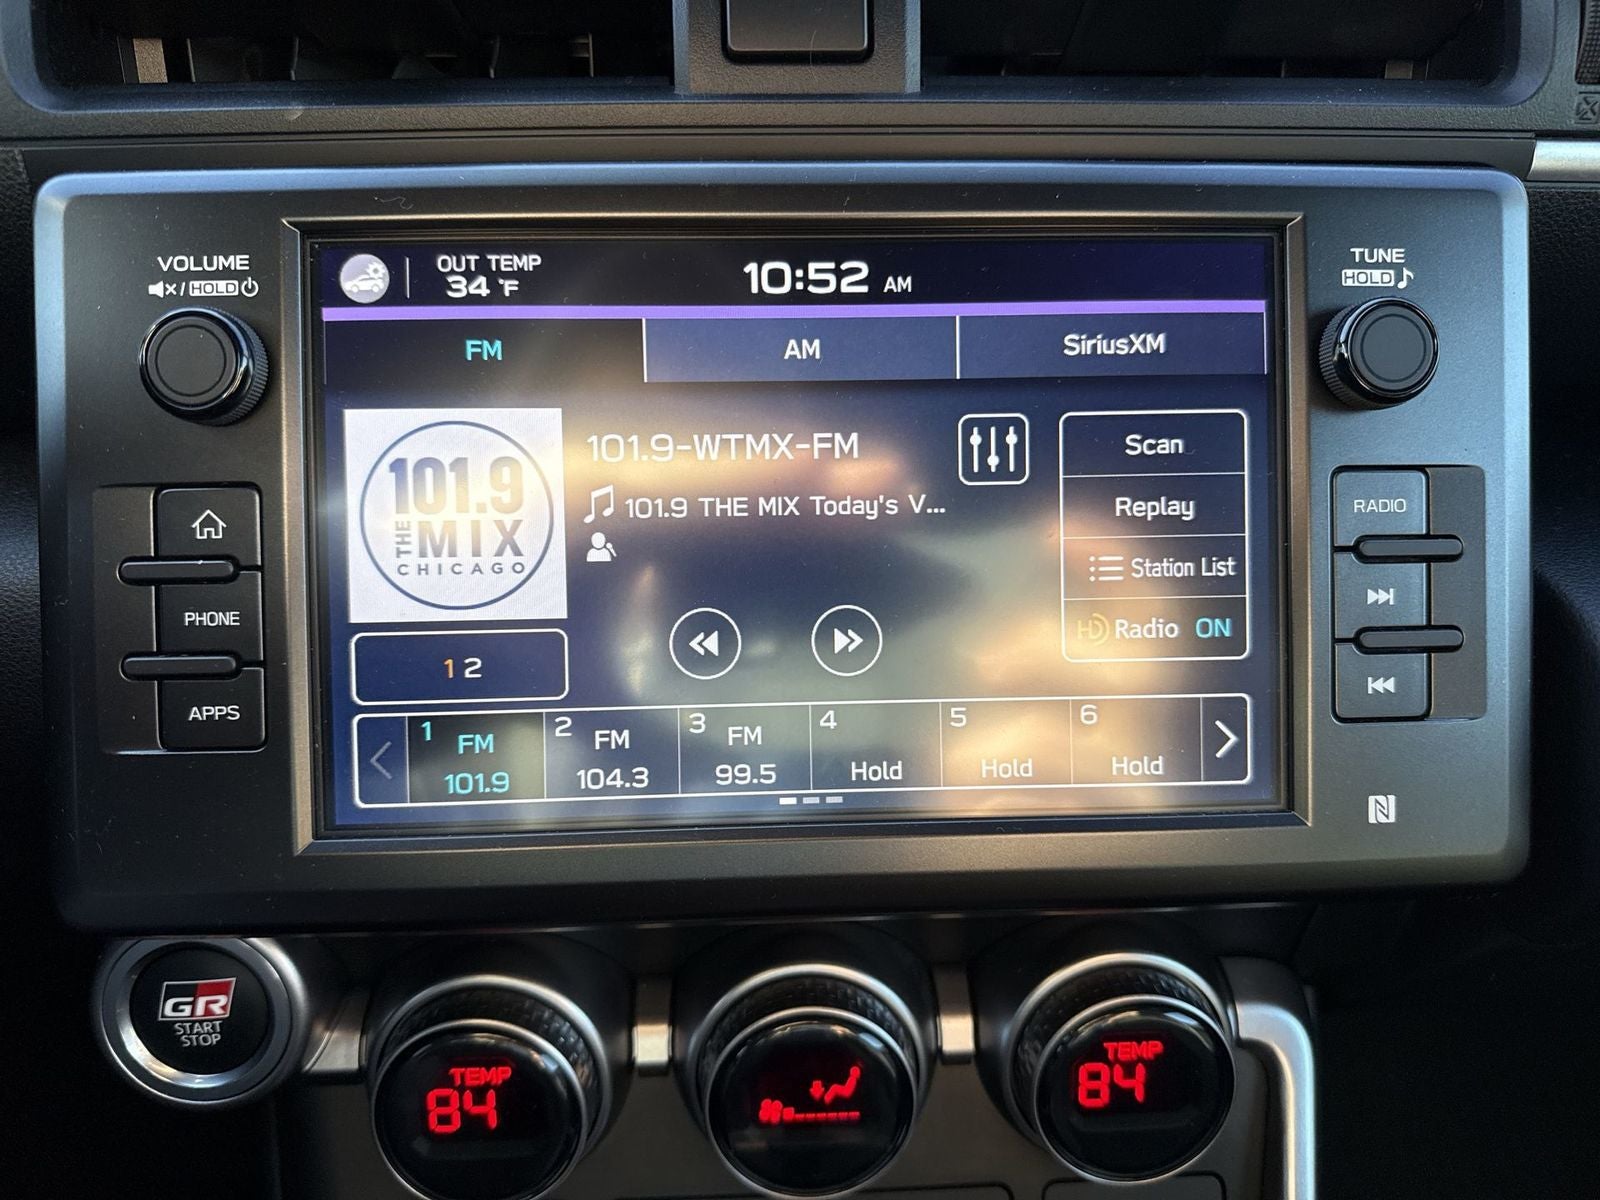 VOLUME
/ HOLD
TUNE
HOLD
OUT TEMP
34 °F
10:52 AM
FM
AM
SiriusXM
101.9
THE MIX
CHICAGO
101.9-WTMX-FM
101.9 THE MIX Today's V...
Scan
Replay
Station List
HD Radio ON
1 2
1 FM 101.9
2 FM 104.3
3 FM 99.5
4 Hold
5 Hold
6 Hold
PHONE
APPS
RADIO
GR
START
STOP
TEMP
84
TEMP
84